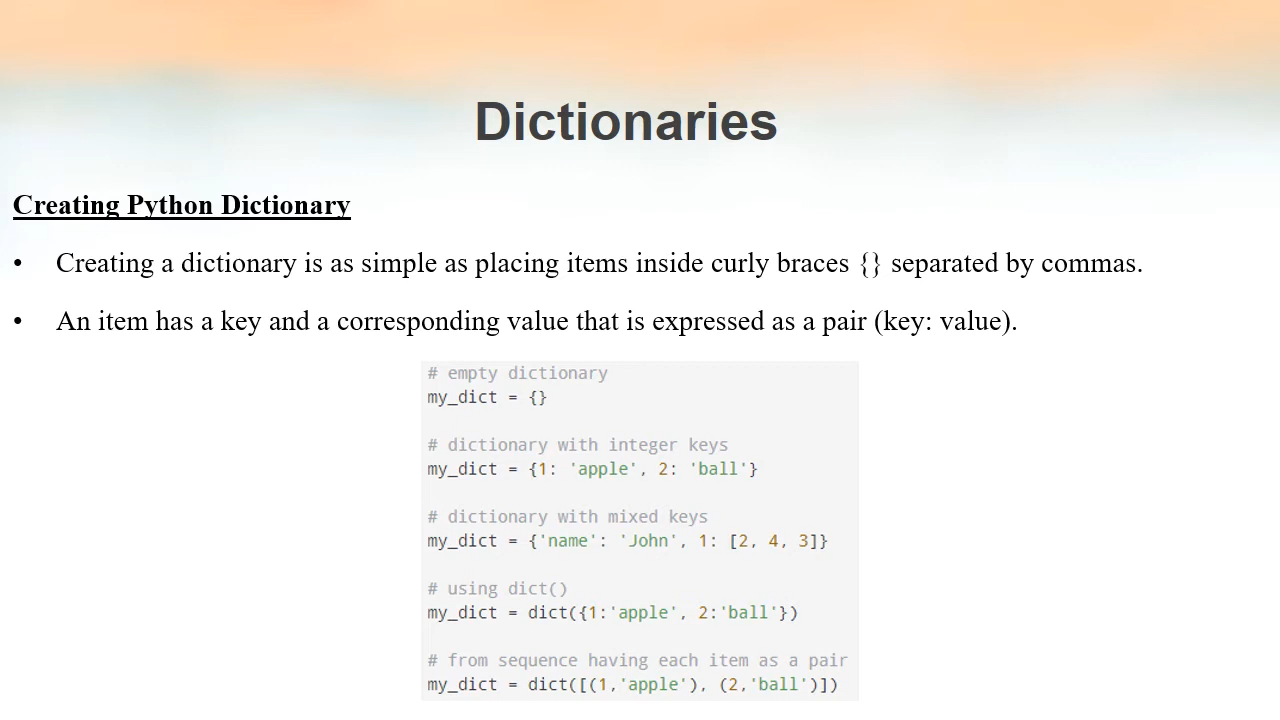 Dictionaries
Creating Python Dictionary
• Creating a dictionary is as simple as placing items inside curly braces {} separated by commas.
• An item has a key and a corresponding value that is expressed as a pair (key: value).
# empty dictionary
my_dict = {}
# dictionary with integer keys
my_dict = {1: 'apple', 2: 'ball'}
# dictionary with mixed keys
my_dict = {'name': 'John', 1: [2, 4, 3]}
# using dict()
my_dict = dict({1:'apple', 2:'ball'})
# from sequence having each item as a pair
my_dict = dict([(1,'apple'), (2,'ball')])